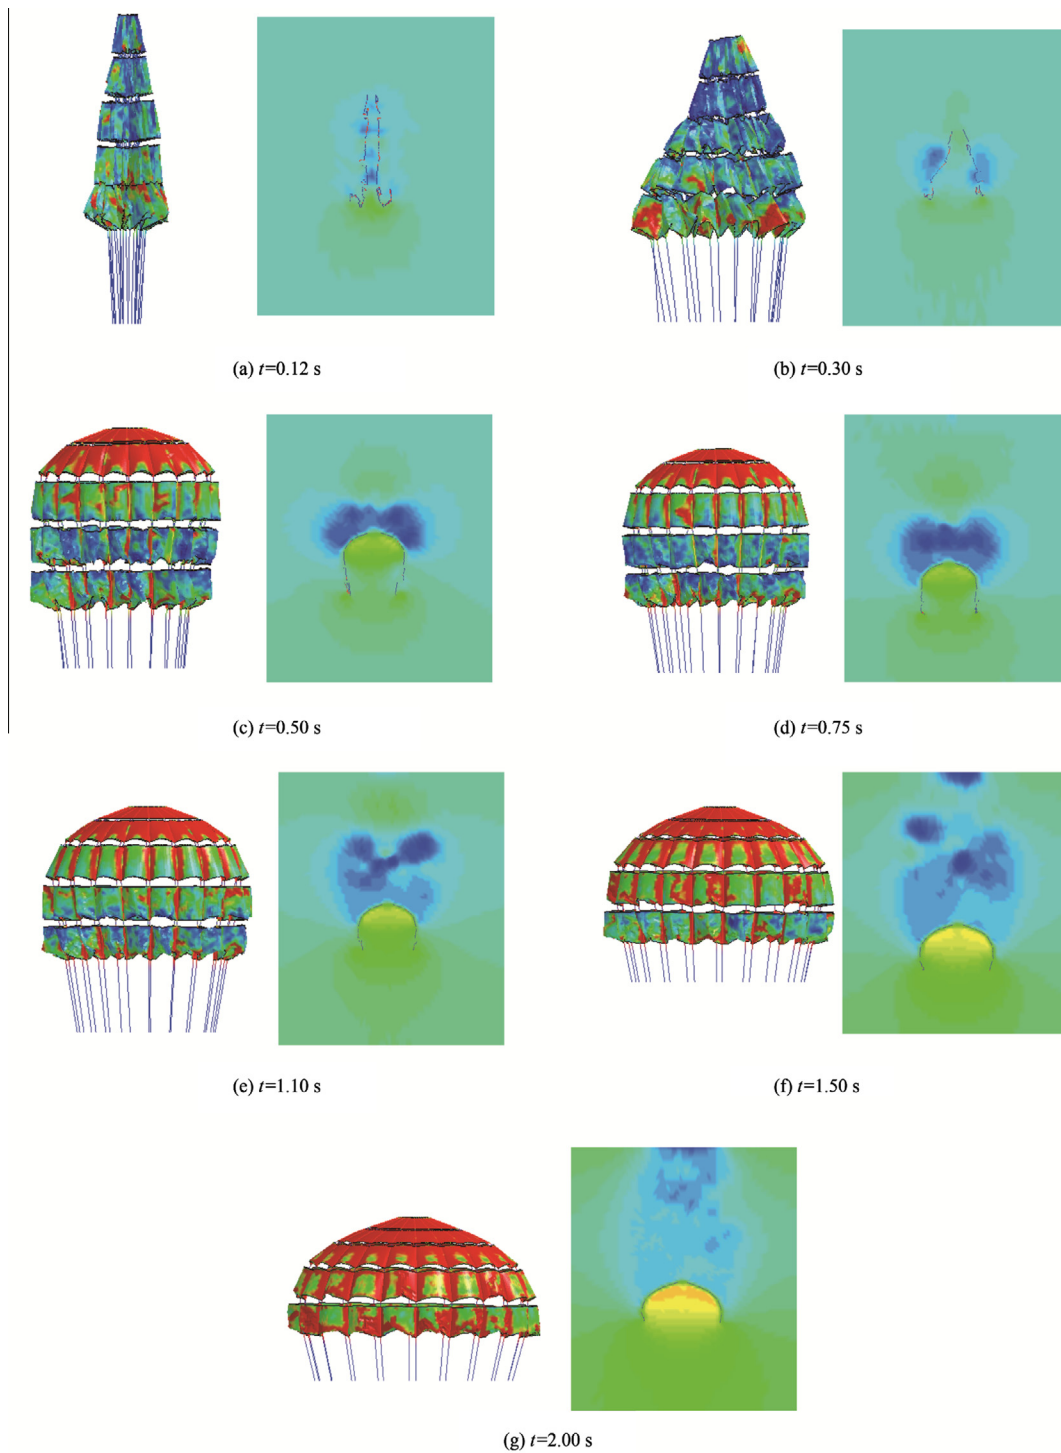 (a) t=0.12 s
(b) t=0.30 s
(c) t=0.50 s
(d) t=0.75 s
(e) t=1.10 s
(f) t=1.50 s
(g) t=2.00 s